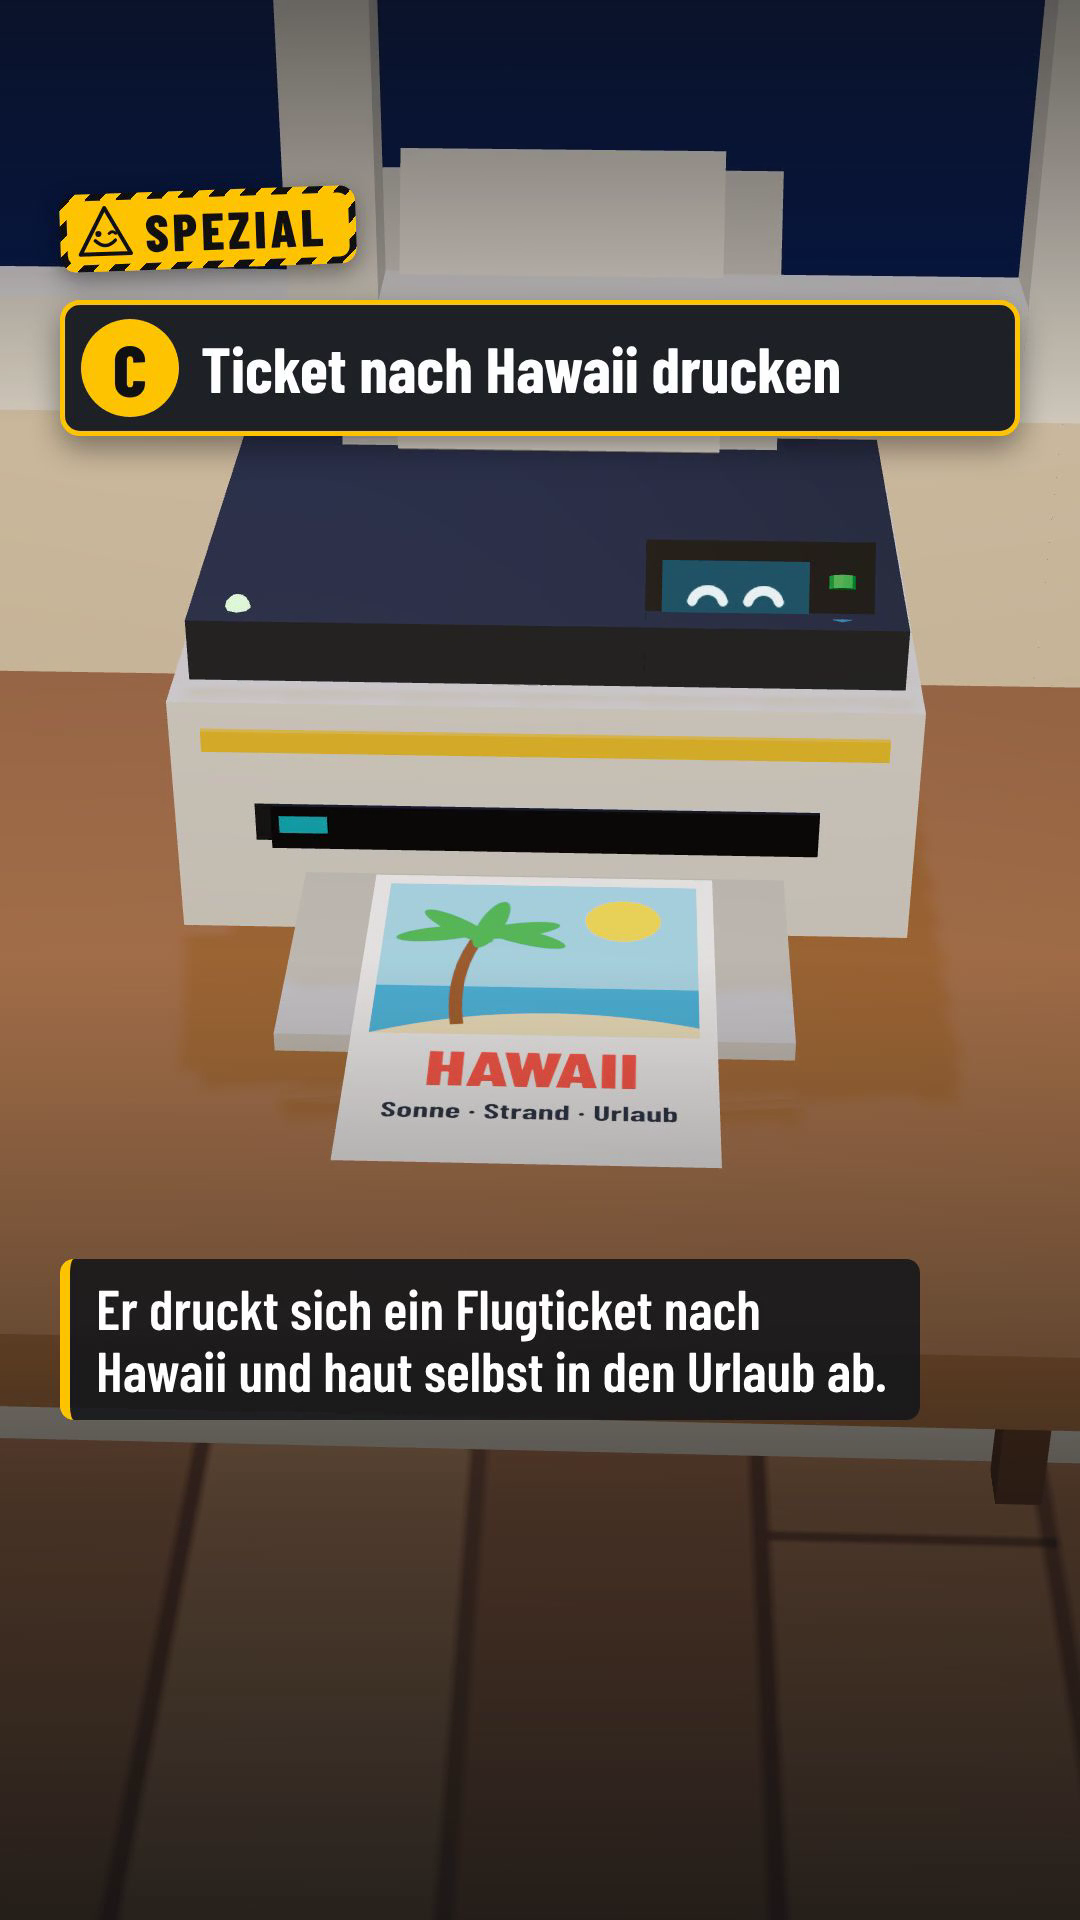 SPEZIAL
C Ticket nach Hawaii drucken
HAWAII
Sonne · Strand · Urlaub
Er druckt sich ein Flugticket nach
Hawaii und haut selbst in den Urlaub ab.